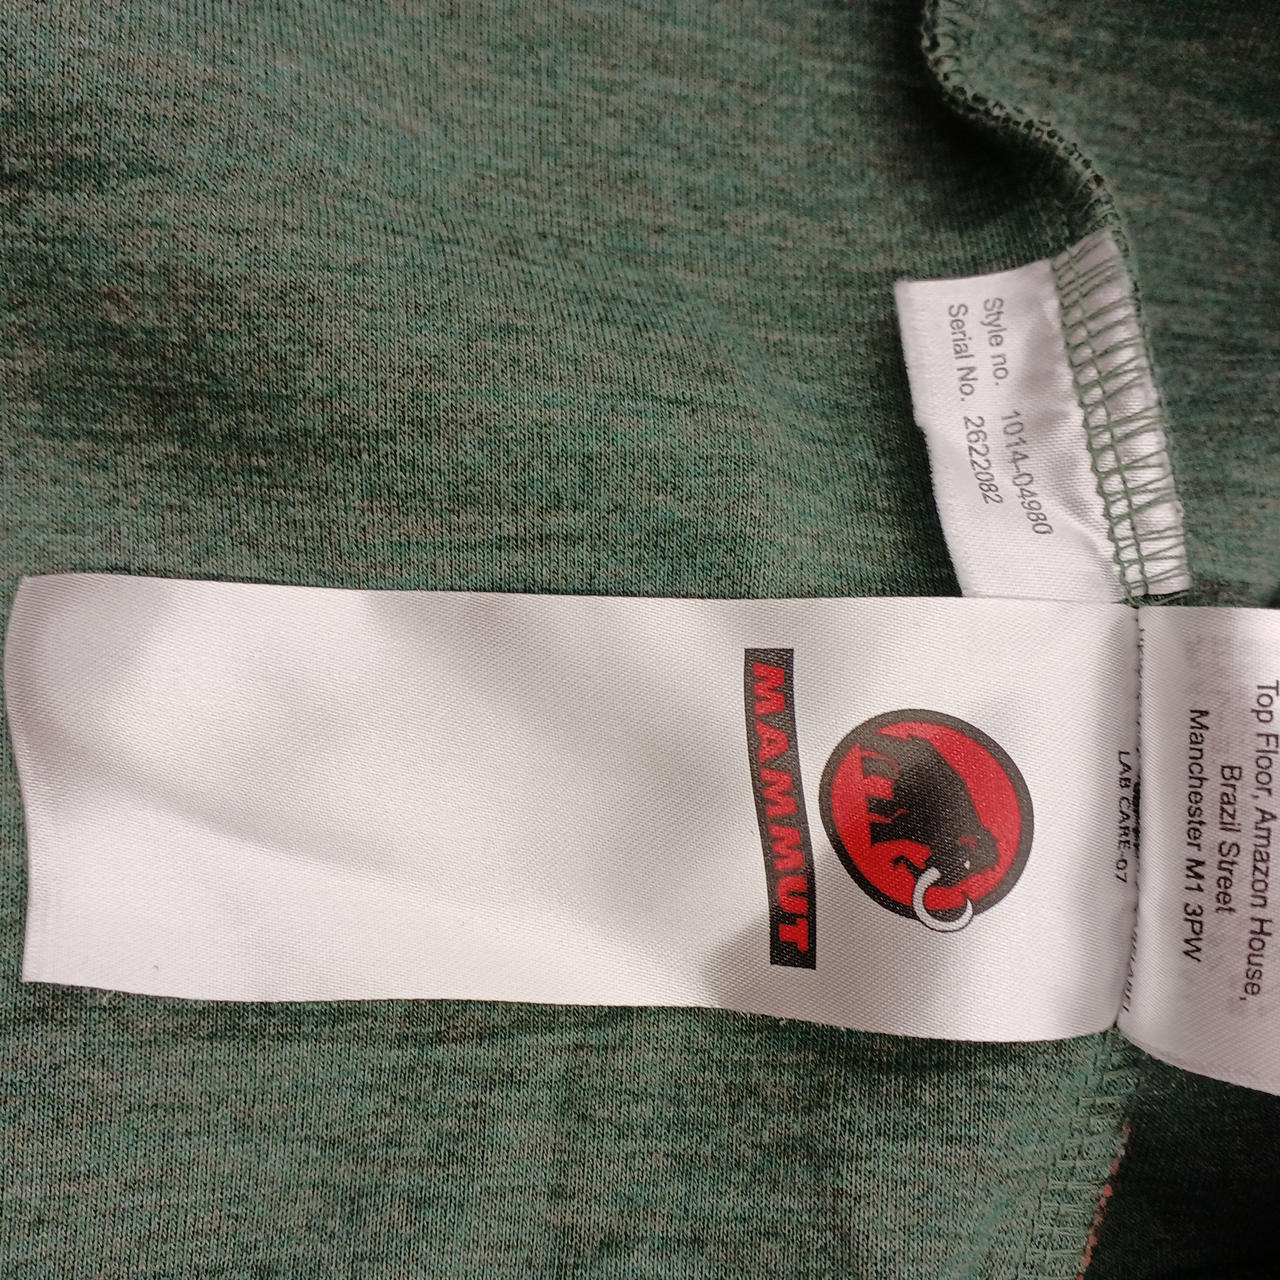 Style no. 1014-04980
Serial No. 2622082
MAMMUT
LAB CARE-07
Top Floor, Amazon House,
Brazil Street
Manchester M1 3PW